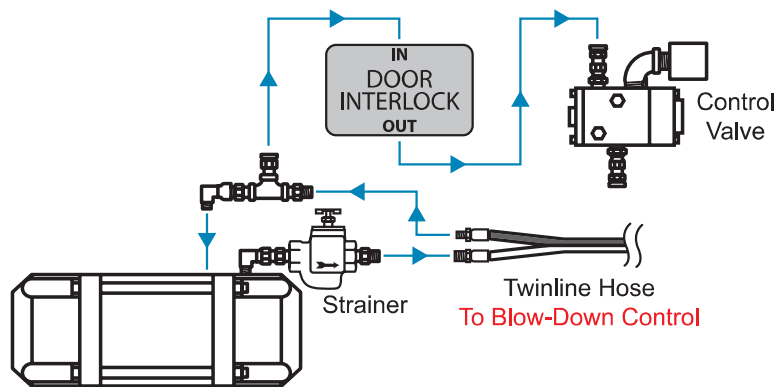 IN
DOOR
INTERLOCK
OUT
Control
Valve
Strainer
Twinline Hose
To Blow-Down Control